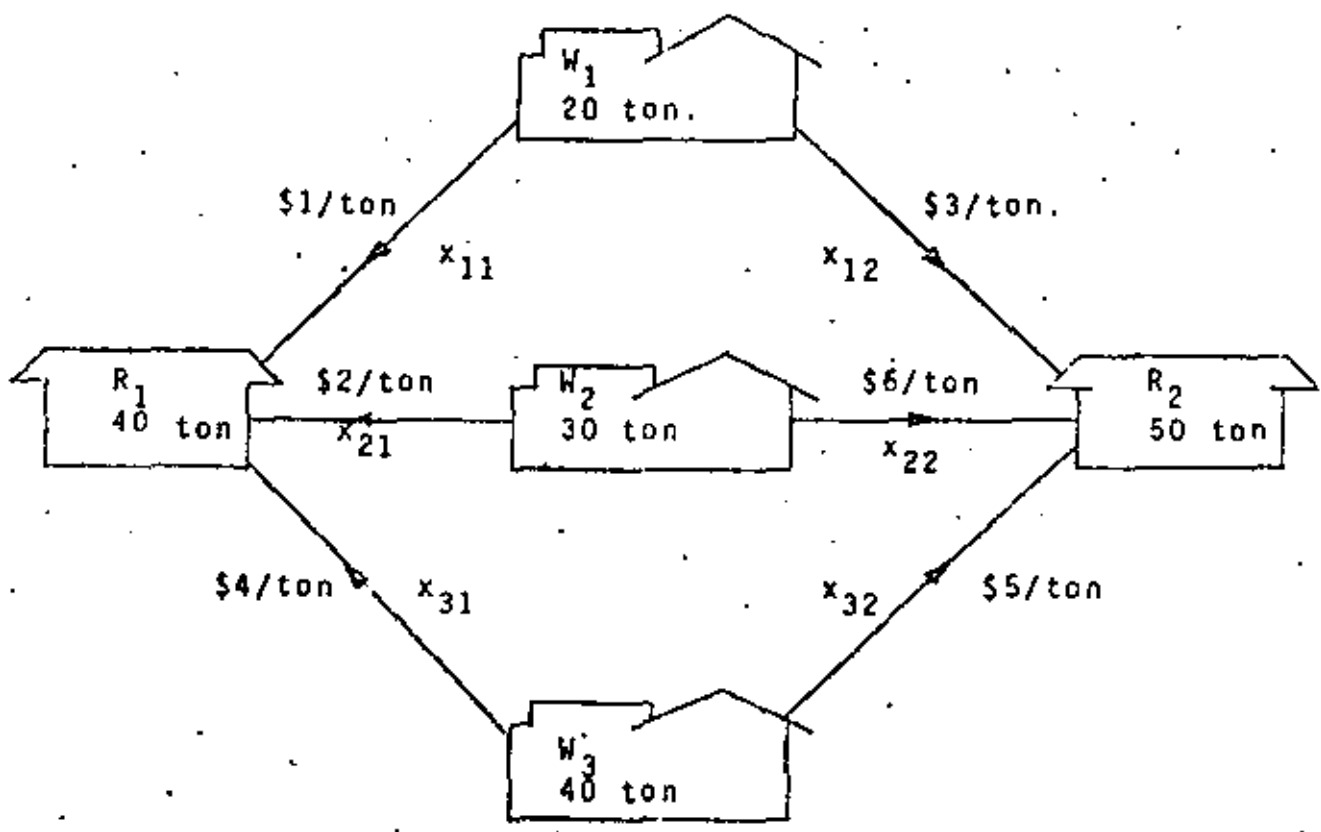 W1
20 ton.
$1/ton
$3/ton.
x11
x12
R1
40 ton
$2/ton
x21
W2
30 ton
$6/ton
x22
R2
50 ton
$4/ton
x31
x32
$5/ton
W3
40 ton